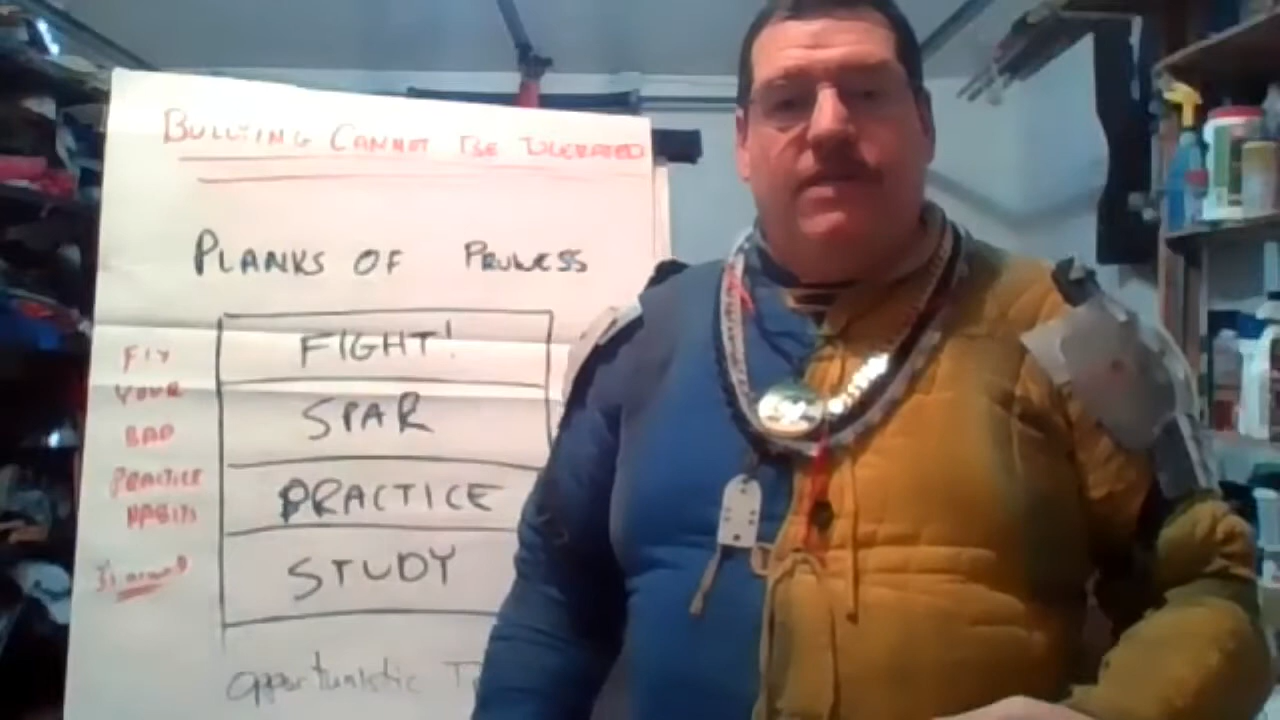 BULLYING CANNOT BE TOLERATED
PLANKS OF PROWESS
FIGHT!
SPAR
PRACTICE
STUDY
FIX
YOUR
BAD
PRACTICE
HABITS
Opportunistic